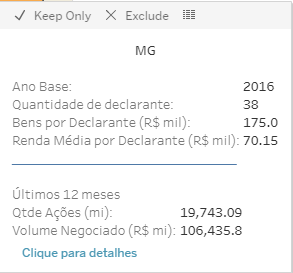 Keep Only Exclude
MG
Ano Base: 2016
Quantidade de declarante: 38
Bens por Declarante (R$ mil): 175.0
Renda Média por Declarante (R$ mil): 70.15
Últimos 12 meses
Qtde Ações (mi): 19,743.09
Volume Negociado (R$ mi): 106,435.8
Clique para detalhes